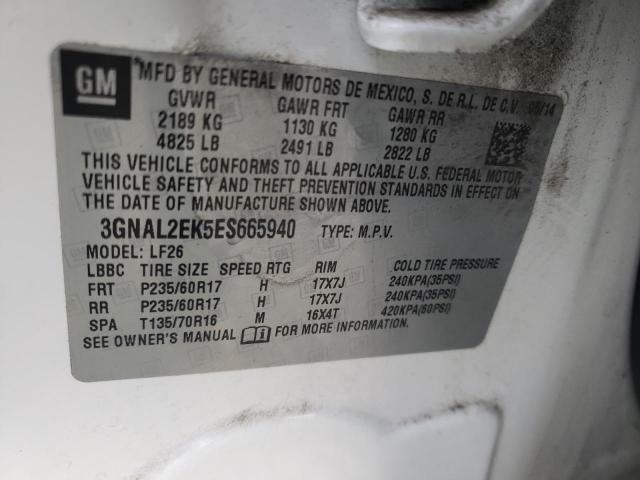 GM
*MFD BY GENERAL MOTORS DE MEXICO, S. DE R.L. DE C.V. 05/14
GVWR GAWR FRT GAWR RR
2189 KG 1130 KG 1280 KG
4825 LB 2491 LB 2822 LB
THIS VEHICLE CONFORMS TO ALL APPLICABLE U.S. FEDERAL MOTOR
VEHICLE SAFETY AND THEFT PREVENTION STANDARDS IN EFFECT ON
THE DATE OF MANUFACTURE SHOWN ABOVE.
3GNAL2EK5ES665940 TYPE: M.P.V.
MODEL: LF26
LBBC TIRE SIZE SPEED RTG RIM COLD TIRE PRESSURE
FRT P235/60R17 H 17X7J 240KPA(35PSI)
RR P235/60R17 H 17X7J 240KPA(35PSI)
SPA T135/70R16 M 16X4T 420KPA(60PSI)
SEE OWNER'S MANUAL FOR MORE INFORMATION.